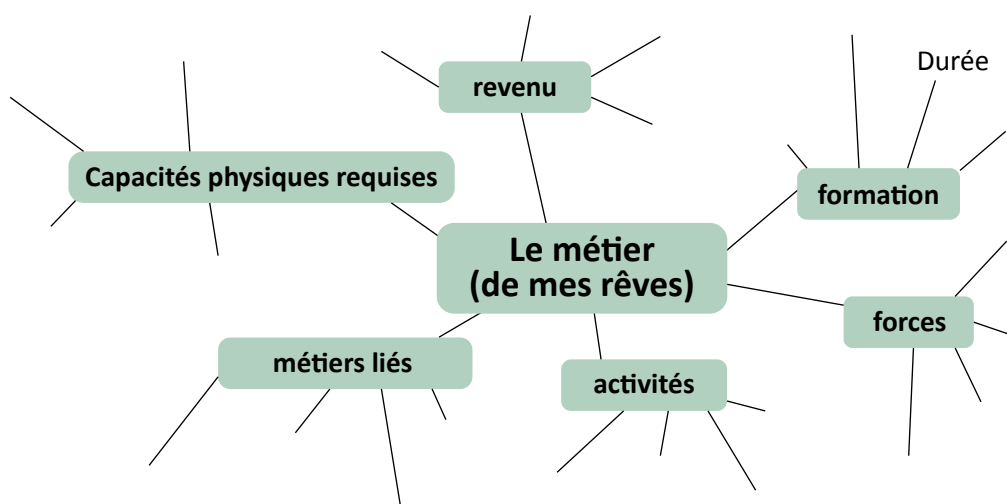 Durée
revenu
Capacités physiques requises
formation
Le métier
(de mes rêves)
forces
métiers liés
activités